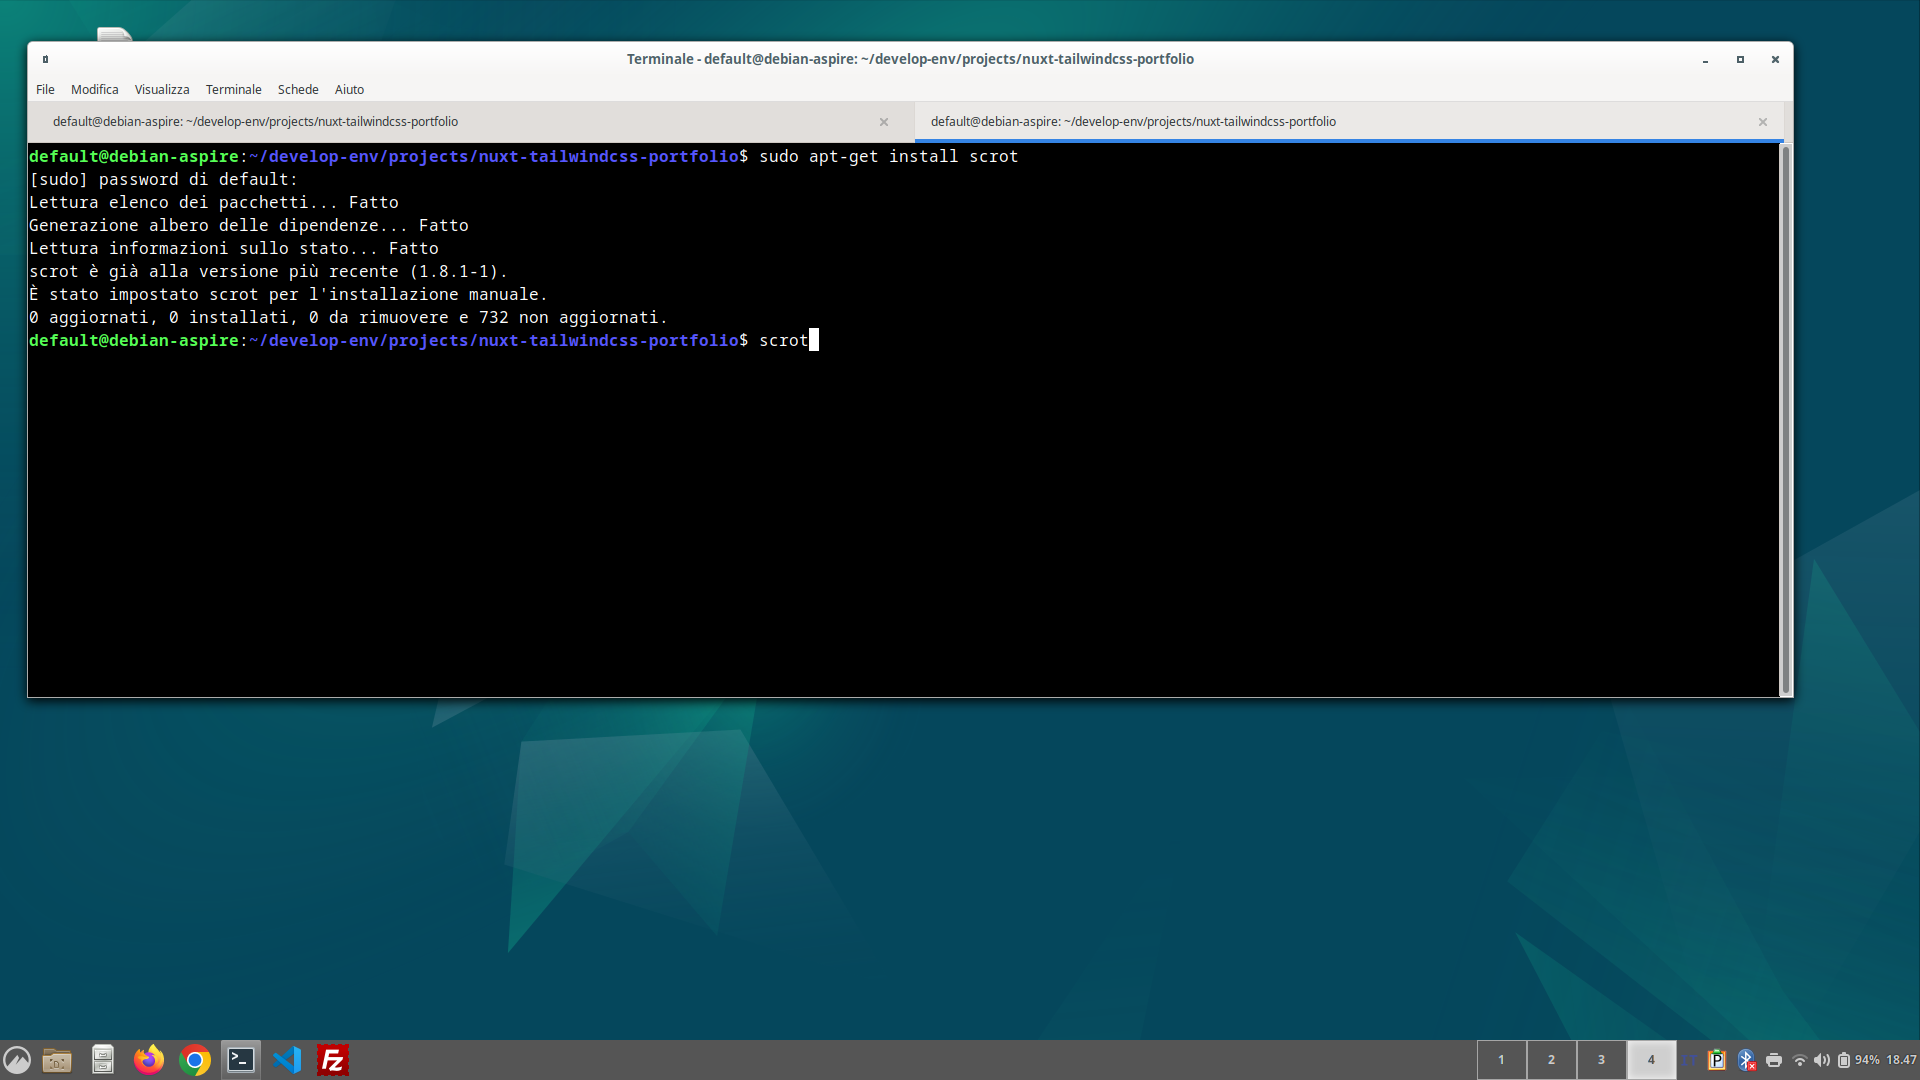 Terminale - default@debian-aspire: ~/develop-env/projects/nuxt-tailwindcss-portfolio
File Modifica Visualizza Terminale Schede Aiuto
default@debian-aspire: ~/develop-env/projects/nuxt-tailwindcss-portfolio
default@debian-aspire: ~/develop-env/projects/nuxt-tailwindcss-portfolio
default@debian-aspire:~/develop-env/projects/nuxt-tailwindcss-portfolio$ sudo apt-get install scrot
[sudo] password di default:
Lettura elenco dei pacchetti... Fatto
Generazione albero delle dipendenze... Fatto
Lettura informazioni sullo stato... Fatto
scrot è già alla versione più recente (1.8.1-1).
È stato impostato scrot per l'installazione manuale.
0 aggiornati, 0 installati, 0 da rimuovere e 732 non aggiornati.
default@debian-aspire:~/develop-env/projects/nuxt-tailwindcss-portfolio$ scrot
Fz
1 2 3 4 P 94% 18.47